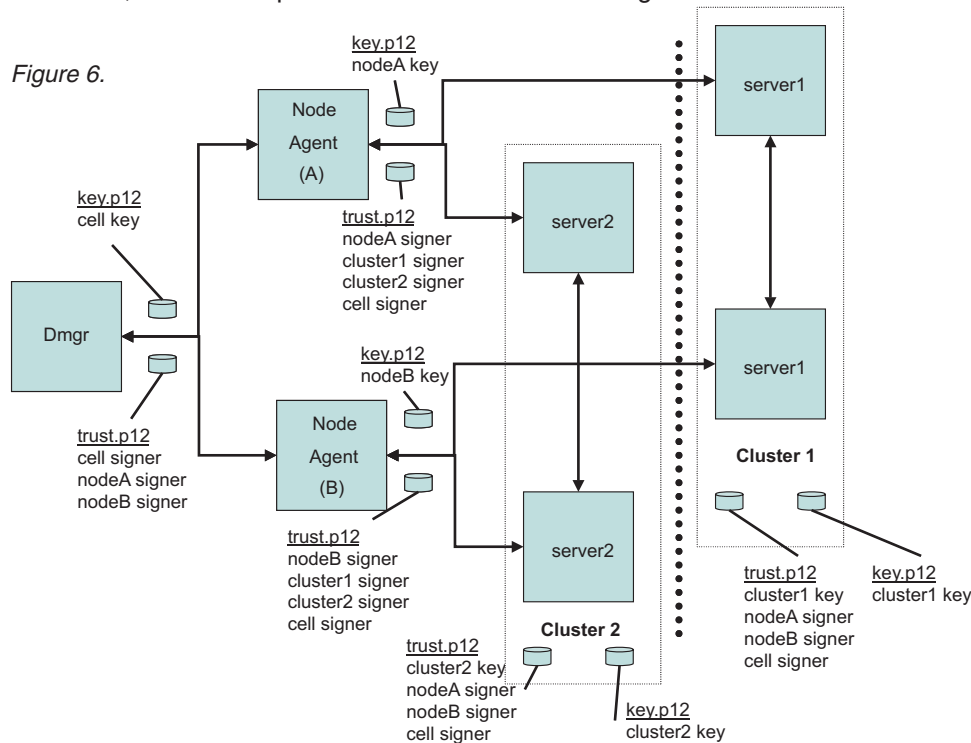 Figure 6.
key.p12
nodeA key
Node
Agent
(A)
server1
key.p12
cell key
trust.p12
nodeA signer
cluster1 signer
cluster2 signer
cell signer
server2
Dmgr
key.p12
nodeB key
server1
trust.p12
cell signer
nodeA signer
nodeB signer
Node
Agent
(B)
Cluster 1
trust.p12
nodeB signer
cluster1 signer
cluster2 signer
cell signer
server2
trust.p12
cluster1 key
nodeA signer
nodeB signer
cell signer
key.p12
cluster1 key
Cluster 2
trust.p12
cluster2 key
nodeA signer
nodeB signer
cell signer
key.p12
cluster2 key